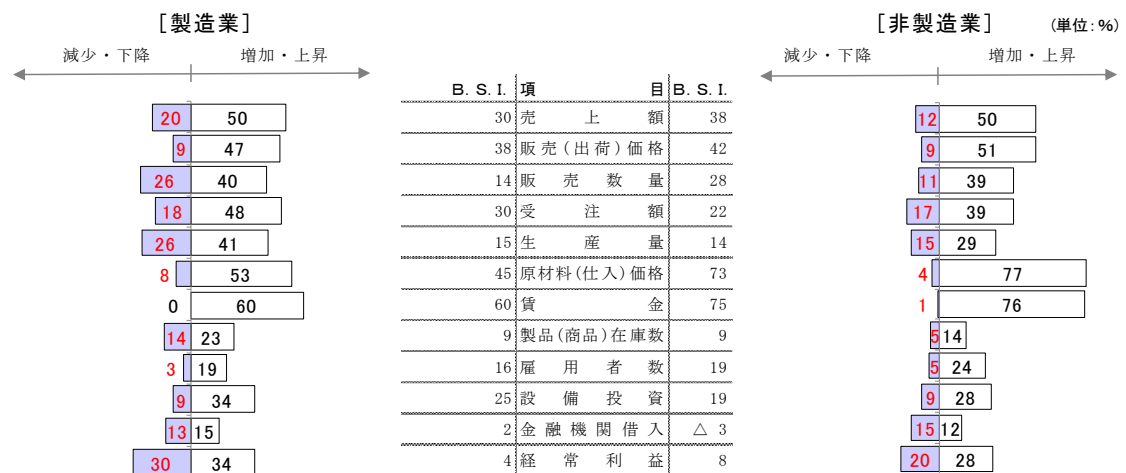 [製造業] [非製造業] (単位:%)
減少・下降 増加・上昇 減少・下降 増加・上昇
B. S. I. 項 目 B. S. I.
20 50 30 売 上 額 38 12 50
9 47 38 販売(出荷)価格 42 9 51
26 40 14 販 売 数 量 28 11 39
18 48 30 受 注 額 22 17 39
26 41 15 生 産 量 14 15 29
8 53 45 原材料(仕入)価格 73 4 77
0 60 60 賃 金 75 1 76
14 23 9 製品(商品)在庫数 9 5 14
3 19 16 雇 用 者 数 19 5 24
9 34 25 設 備 投 資 19 9 28
13 15 2 金 融 機 関 借 入 △ 3 15 12
30 34 4 経 常 利 益 8 20 28